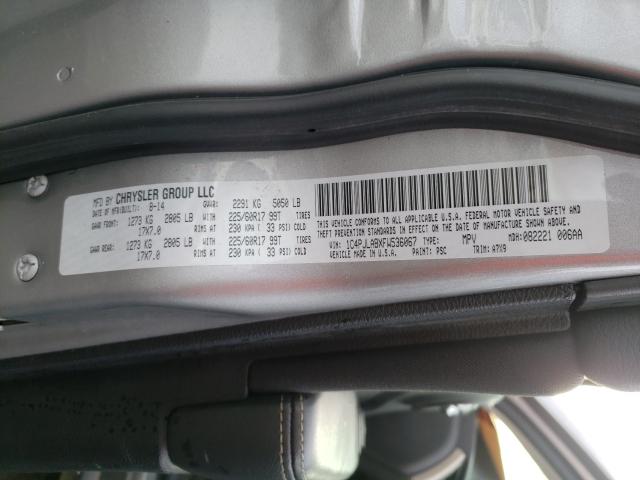 MFD BY CHRYSLER GROUP LLC
DATE OF MFR(BUILT): 8-14 GVWR: 2291 KG 5050 LB
GAWR FRONT: 1273 KG 2805 LB WITH 225/60R17 99T TIRES
17X7.0 RIMS AT 230 KPA ( 33 PSI) COLD
GAWR REAR: 1273 KG 2805 LB WITH 225/60R17 99T TIRES
17X7.0 RIMS AT 230 KPA ( 33 PSI) COLD
THIS VEHICLE CONFORMS TO ALL APPLICABLE U.S.A. FEDERAL MOTOR VEHICLE SAFETY, BUMPER, AND
THEFT PREVENTION STANDARDS IN EFFECT ON THE DATE OF MANUFACTURE SHOWN ABOVE.
VIN: 1C4PJLABXFW536067 TYPE: MPV MDH: 082221 006AA
VEHICLE MADE IN U.S.A. PAINT: PSC TRIM: A7X9